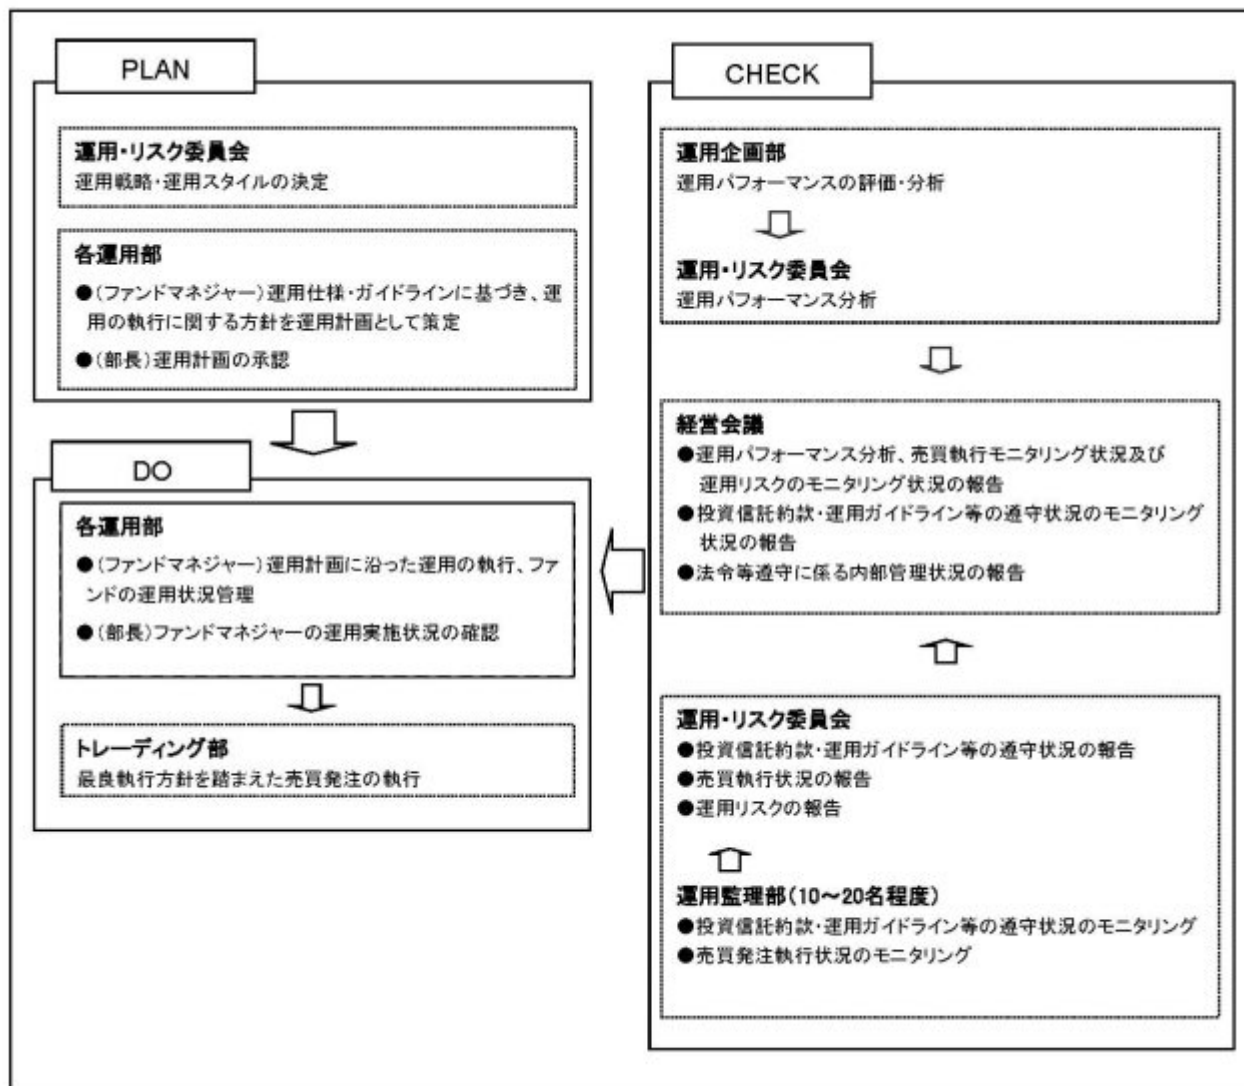 PLAN
運用・リスク委員会
運用戦略・運用スタイルの決定
各運用部
●(ファンドマネジャー)運用仕様・ガイドラインに基づき、運
用の執行に関する方針を運用計画として策定
●(部長)運用計画の承認
DO
各運用部
●(ファンドマネジャー)運用計画に沿った運用の執行、ファ
ンドの運用状況管理
●(部長)ファンドマネジャーの運用実施状況の確認
トレーディング部
最良執行方針を踏まえた売買発注の執行
CHECK
運用企画部
運用パフォーマンスの評価・分析
運用・リスク委員会
運用パフォーマンス分析
経営会議
●運用パフォーマンス分析、売買執行モニタリング状況及び
運用リスクのモニタリング状況の報告
●投資信託約款・運用ガイドライン等の遵守状況のモニタリング
状況の報告
●法令等遵守に係る内部管理状況の報告
運用・リスク委員会
●投資信託約款・運用ガイドライン等の遵守状況の報告
●売買執行状況の報告
●運用リスクの報告
運用監理部(10～20名程度)
●投資信託約款・運用ガイドライン等の遵守状況のモニタリング
●売買発注執行状況のモニタリング